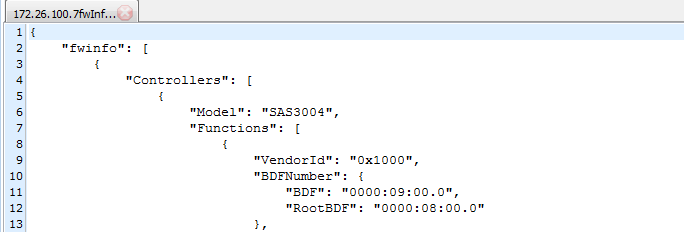 172.26.100.7fwInf...
1 {
2 "fwinfo": [
3 {
4 "Controllers": [
5 {
6 "Model": "SAS3004",
7 "Functions": [
8 {
9 "VendorId": "0x1000",
10 "BDFNumber": {
11 "BDF": "0000:09:00.0",
12 "RootBDF": "0000:08:00.0"
13 },